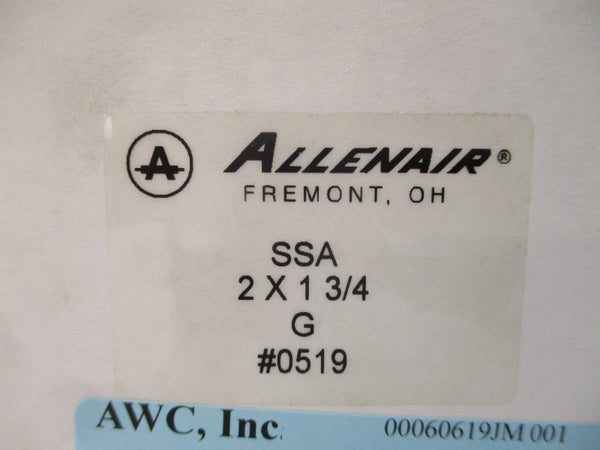 A ALLENAIR®
FREMONT, OH
SSA
2 X 1 3/4
G
#0519
AWC, Inc. 00060619JM 001